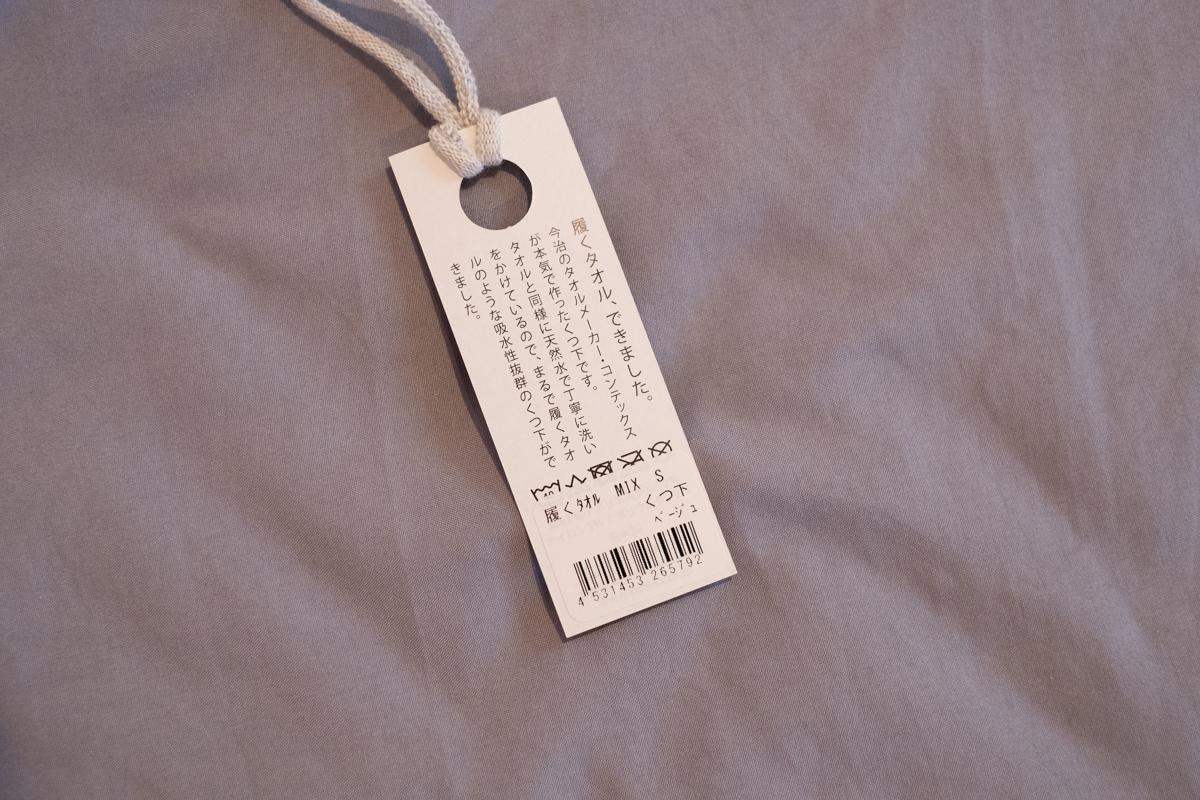 履くタオル、できました。
今治のタオルメーカー・コンテックス
が本気で作ったくつ下です。
タオルと同様に天然水で丁寧に洗い
をかけているので、まるで履くタオ
ルのような吸水性抜群のくつ下がで
きました。
履くﾀｵﾙ MIX S
くつ下
ﾍﾞｰｼﾞｭ
4 531453 265792